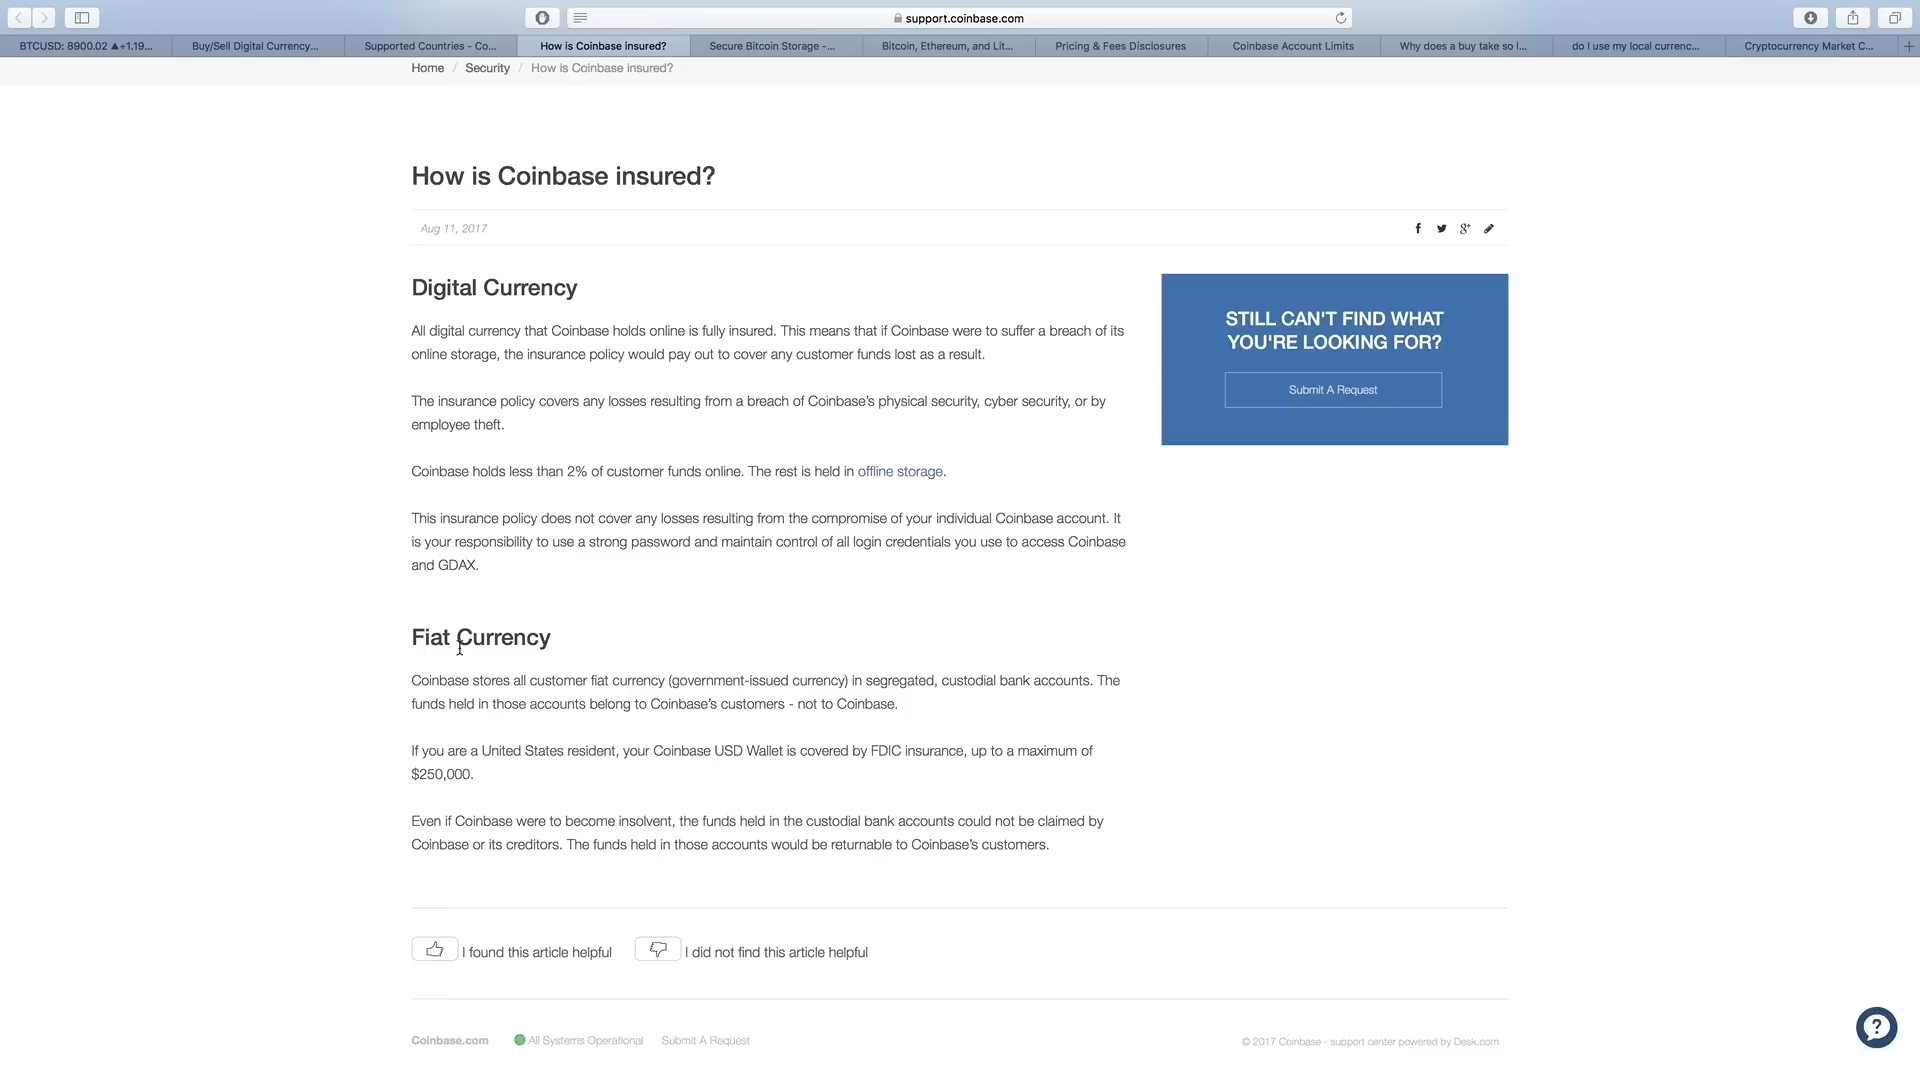 support.coinbase.com
BTCUSD: 8900.02 ▲+1.19...
Buy/Sell Digital Currency...
Supported Countries - Co...
How is Coinbase insured?
Secure Bitcoin Storage -...
Bitcoin, Ethereum, and Lit...
Pricing & Fees Disclosures
Coinbase Account Limits
Why does a buy take so l...
do I use my local currenc...
Cryptocurrency Market C...
Home / Security / How is Coinbase insured?
How is Coinbase insured?
Aug 11, 2017
Digital Currency
All digital currency that Coinbase holds online is fully insured. This means that if Coinbase were to suffer a breach of its
online storage, the insurance policy would pay out to cover any customer funds lost as a result.
The insurance policy covers any losses resulting from a breach of Coinbase's physical security, cyber security, or by
employee theft.
Coinbase holds less than 2% of customer funds online. The rest is held in offline storage.
This insurance policy does not cover any losses resulting from the compromise of your individual Coinbase account. It
is your responsibility to use a strong password and maintain control of all login credentials you use to access Coinbase
and GDAX.
Fiat Currency
Coinbase stores all customer fiat currency (government-issued currency) in segregated, custodial bank accounts. The
funds held in those accounts belong to Coinbase's customers - not to Coinbase.
If you are a United States resident, your Coinbase USD Wallet is covered by FDIC insurance, up to a maximum of
$250,000.
Even if Coinbase were to become insolvent, the funds held in the custodial bank accounts could not be claimed by
Coinbase or its creditors. The funds held in those accounts would be returnable to Coinbase's customers.
STILL CAN'T FIND WHAT
YOU'RE LOOKING FOR?
Submit A Request
I found this article helpful
I did not find this article helpful
Coinbase.com
All Systems Operational
Submit A Request
© 2017 Coinbase - support center powered by Desk.com